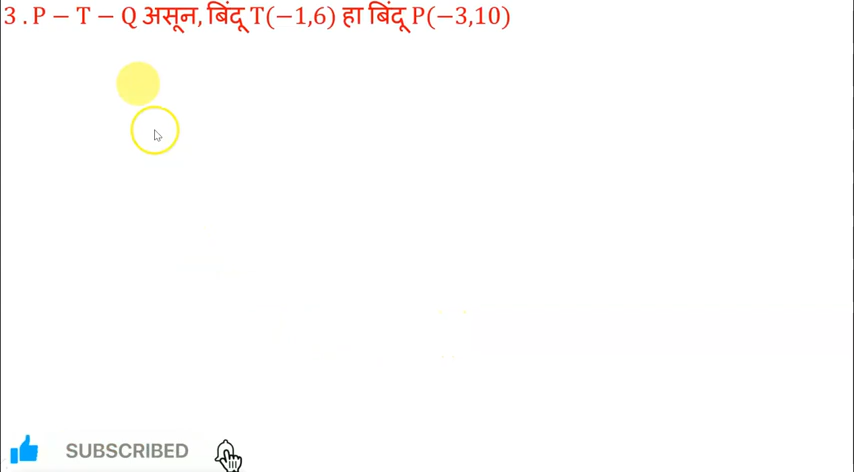 3 . P − T − Q असून, बिंदू T(−1,6) हा बिंदू P(−3,10)
SUBSCRIBED